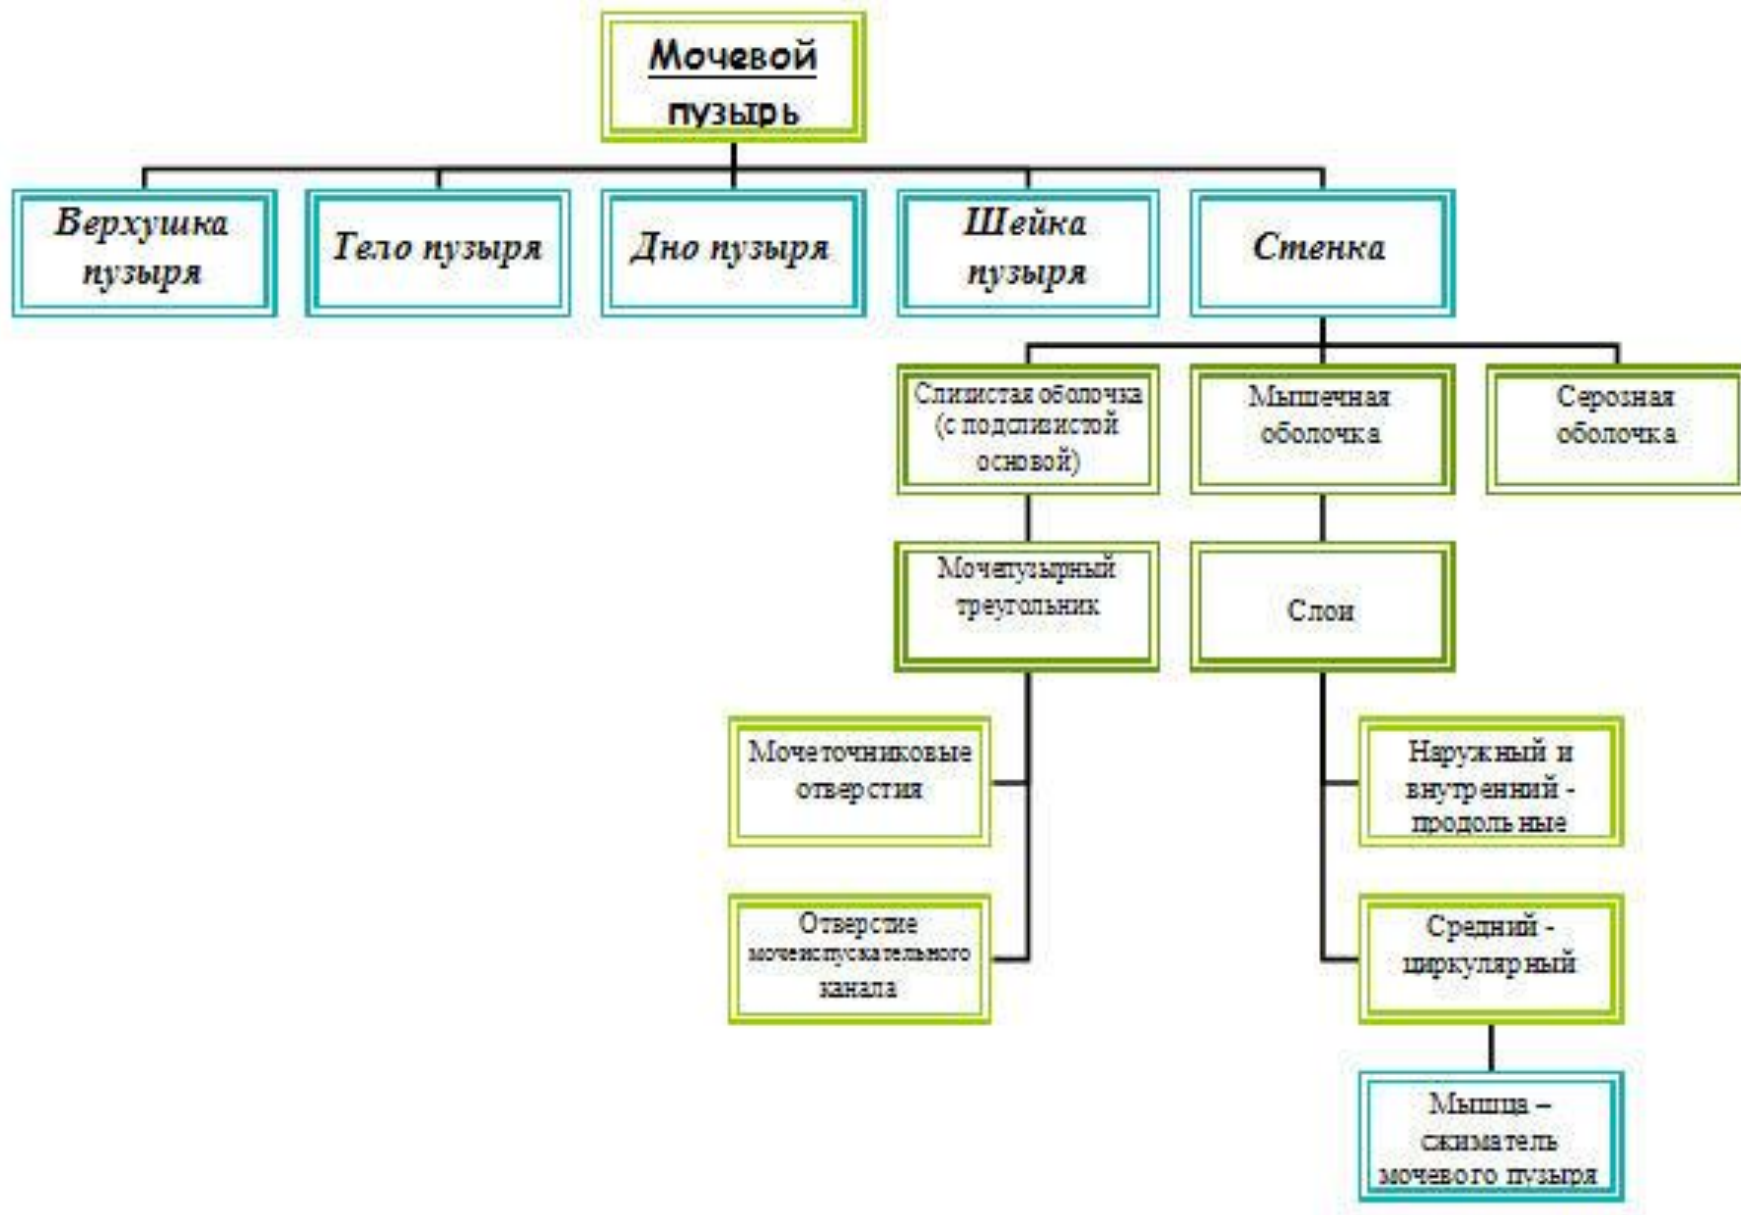 Мочевой
пузырь
Верхушка
пузыря
Тело пузыря
Дно пузыря
Шейка
пузыря
Стенка
Слизистая оболочка
(с подслизистой
основой)
Мышечная
оболочка
Серозная
оболочка
Мочепузырный
треугольник
Слои
Мочеточниковые
отверстия
Наружный и
внутренний -
продольные
Отверстие
мочеиспускательного
канала
Средний -
циркулярный
Мышца –
сжиматель
мочевого пузыря